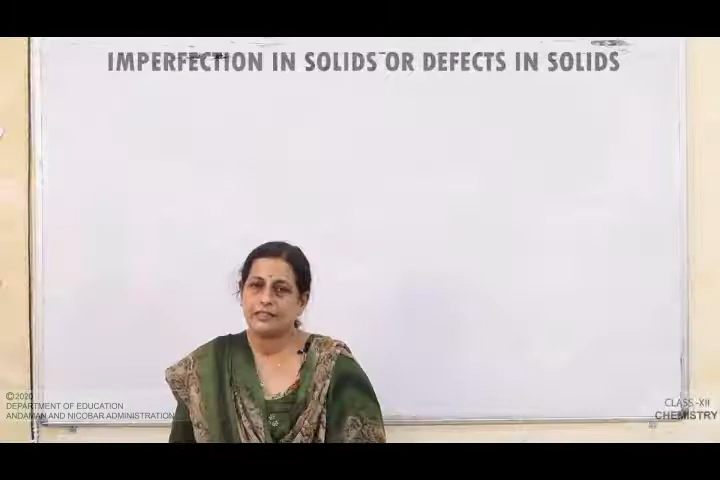 IMPERFECTION IN SOLIDS OR DEFECTS IN SOLIDS
©2020
DEPARTMENT OF EDUCATION
ANDAMAN AND NICOBAR ADMINISTRATION
CLASS -XII
CHEMISTRY